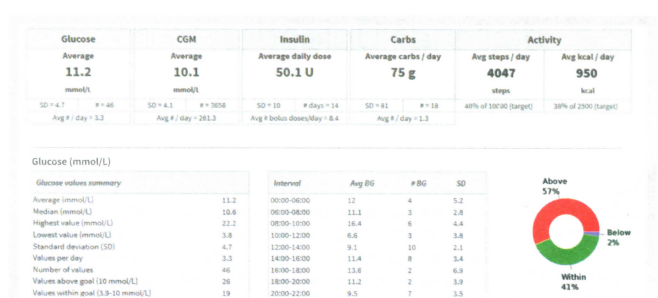 Glucose CGM Insulin Carbs Activity
Average Average Average daily dose Average carbs / day Avg steps / day Avg kcal / day
11.2 10.1 50.1 U 75 g 4047 950
mmol/L mmol/L steps kcal
SD = 4.7 # = 46 SD = 4.1 # = 3658 SD = 10 # days = 14 SD = 81 # = 18 40% of 10000 (target) 38% of 2500 (target)
Avg # / day = 3.3 Avg # / day = 261.3 Avg # bolus doses/day = 8.4 Avg # / day = 1.3
Glucose (mmol/L)
Glucose values summary Interval Avg BG # BG SD
Average (mmol/L) 11.2 00:00-06:00 12 4 5.2
Median (mmol/L) 10.6 06:00-08:00 11.1 3 2.8
Highest value (mmol/L) 22.2 08:00-10:00 16.4 6 4.4
Lowest value (mmol/L) 3.8 10:00-12:00 6.6 3 3.8
Standard deviation (SD) 4.7 12:00-14:00 9.1 10 2.1
Values per day 3.3 14:00-16:00 11.4 8 3.4
Number of values 46 16:00-18:00 13.6 2 6.9
Values above goal (10 mmol/L) 26 18:00-20:00 11.2 2 3.9
Values within goal (3.9-10 mmol/L) 19 20:00-22:00 9.5 7 3.5
Above
57%
Below
2%
Within
41%